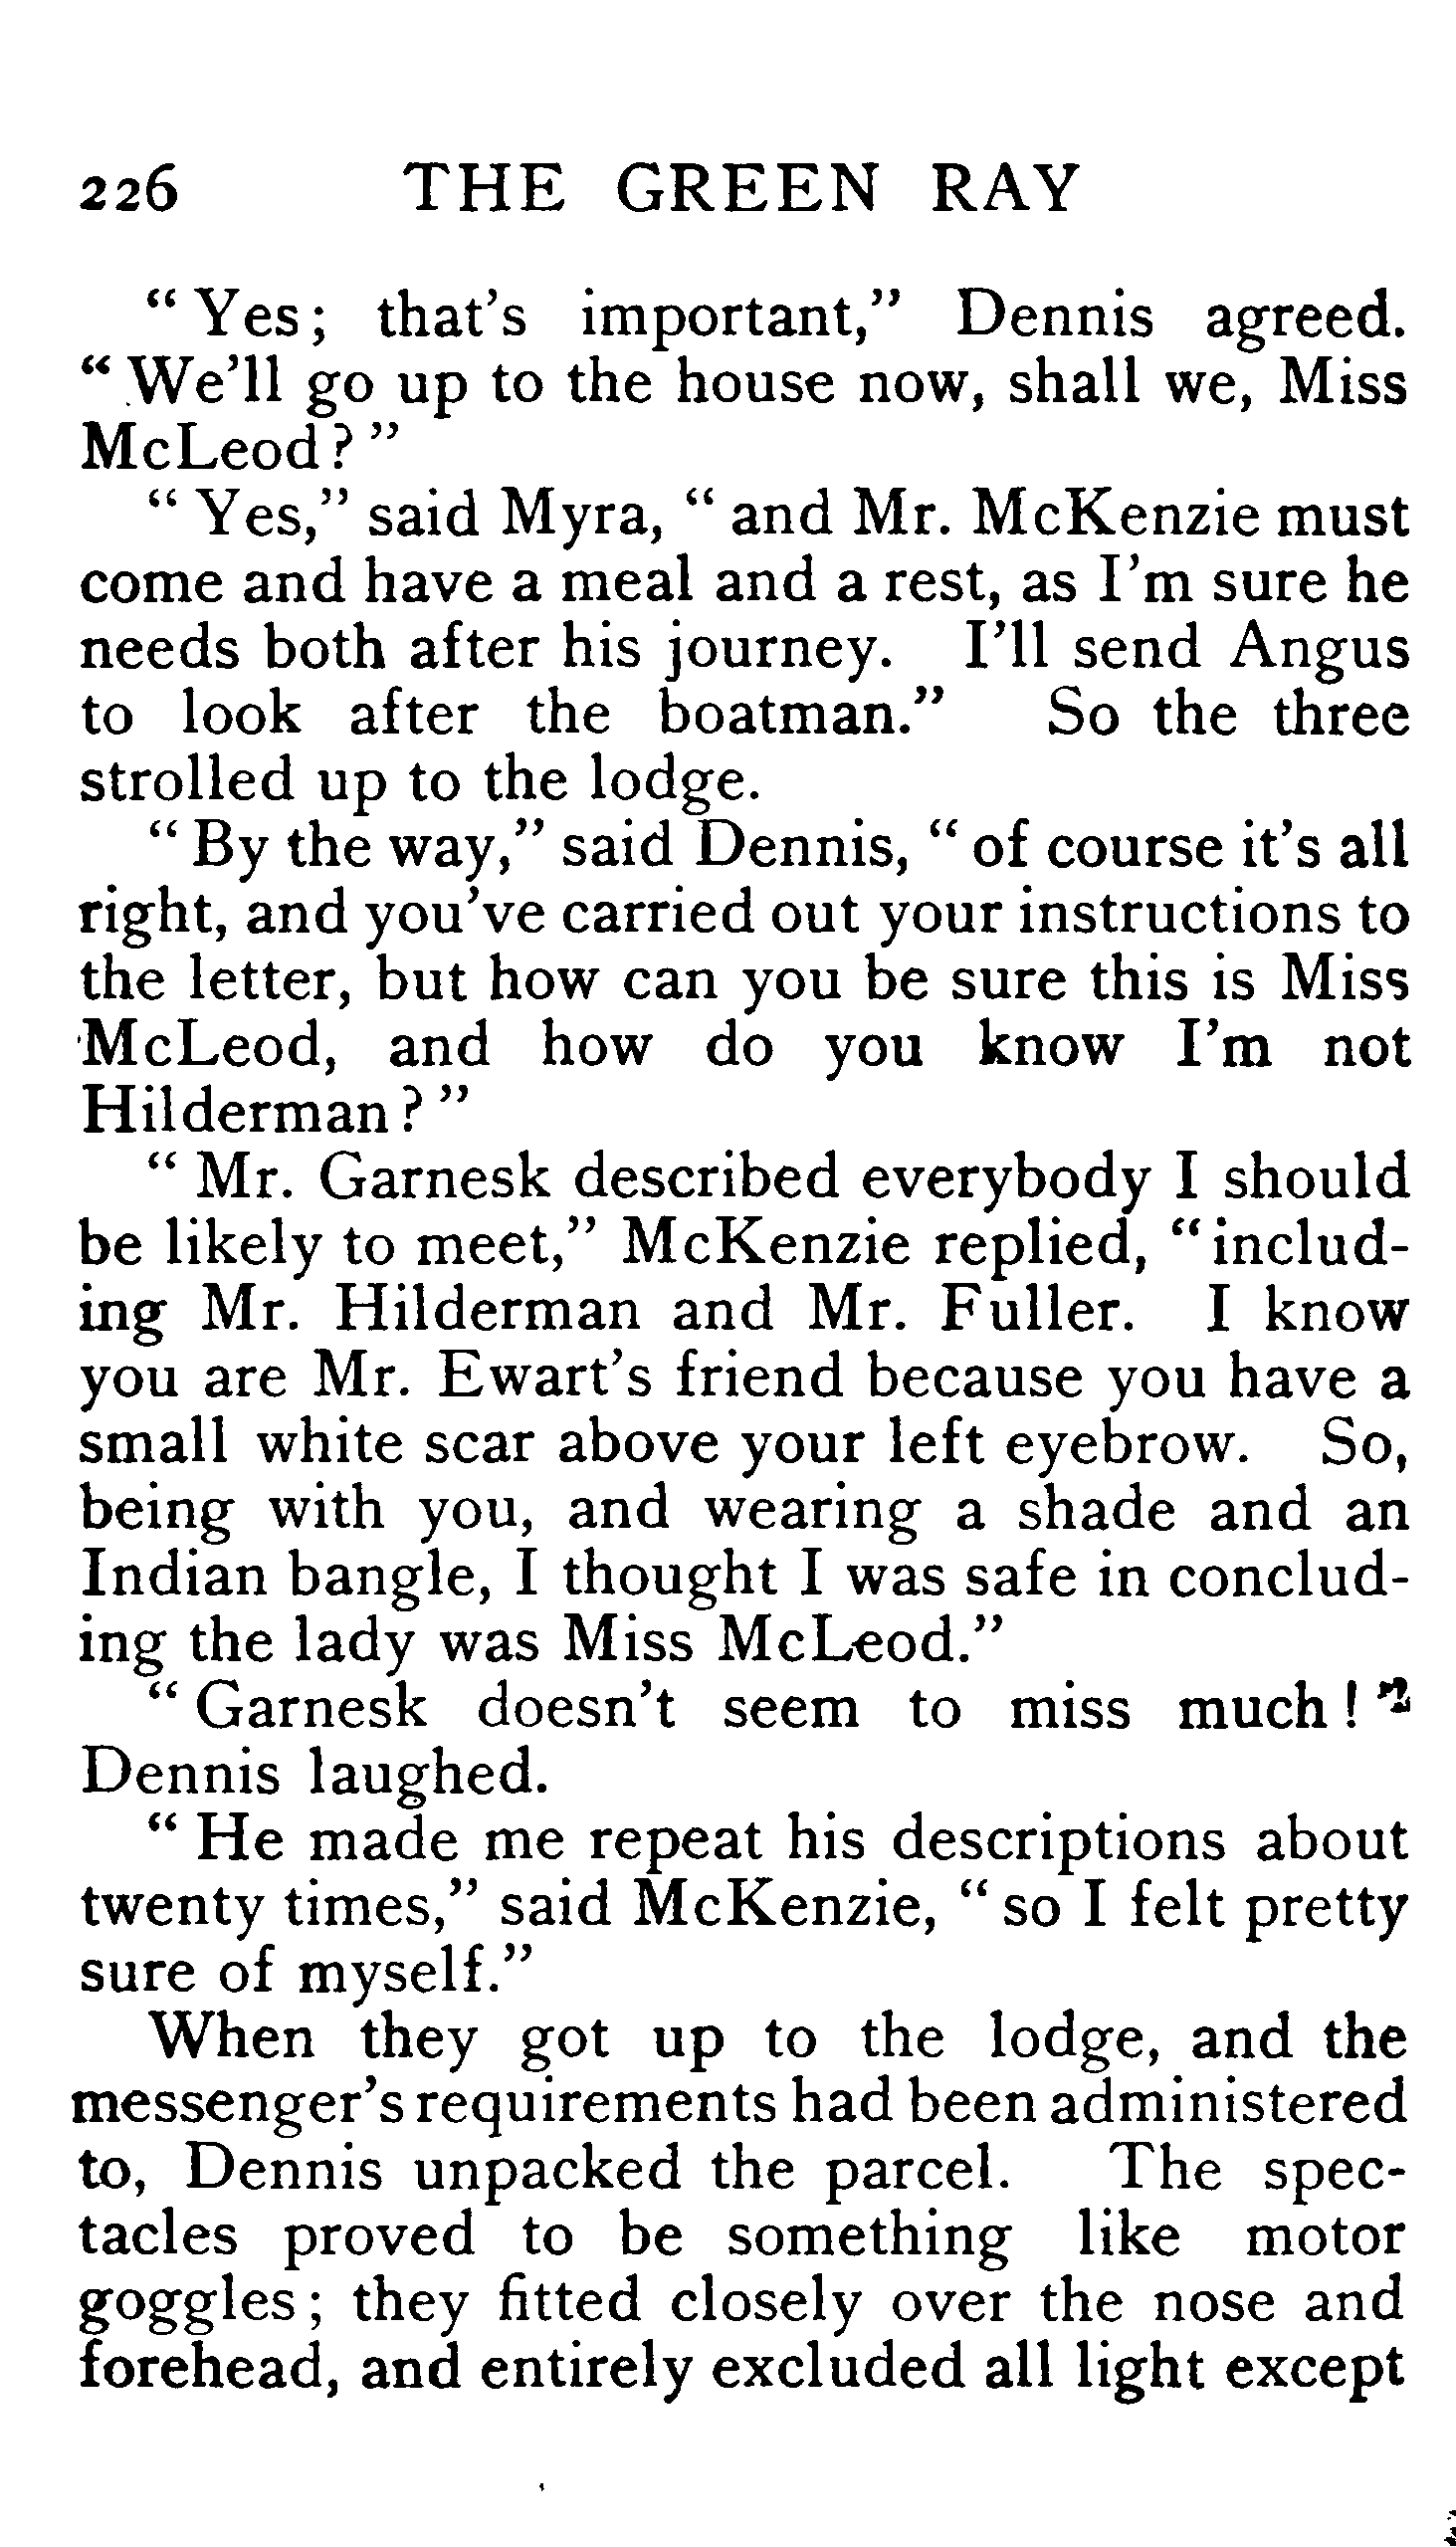 226 THE GREEN RAY
“ Yes ; that’s important,” Dennis agreed.
“ We’ll go up to the house now, shall we, Miss
McLeod ? ”
“ Yes,” said Myra, “ and Mr. McKenzie must
come and have a meal and a rest, as I’m sure he
needs both after his journey. I’ll send Angus
to look after the boatman.” So the three
strolled up to the lodge.
“ By the way,” said Dennis, “ of course it’s all
right, and you’ve carried out your instructions to
the letter, but how can you be sure this is Miss
McLeod, and how do you know I’m not
Hilderman ? ”
“ Mr. Garnesk described everybody I should
be likely to meet,” McKenzie replied, “ includ-
ing Mr. Hilderman and Mr. Fuller. I know
you are Mr. Ewart’s friend because you have a
small white scar above your left eyebrow. So,
being with you, and wearing a shade and an
Indian bangle, I thought I was safe in conclud-
ing the lady was Miss McLeod.”
“ Garnesk doesn’t seem to miss much ! ”
Dennis laughed.
“ He made me repeat his descriptions about
twenty times,” said McKenzie, “ so I felt pretty
sure of myself.”
When they got up to the lodge, and the
messenger’s requirements had been administered
to, Dennis unpacked the parcel. The spec-
tacles proved to be something like motor
goggles ; they fitted closely over the nose and
forehead, and entirely excluded all light except